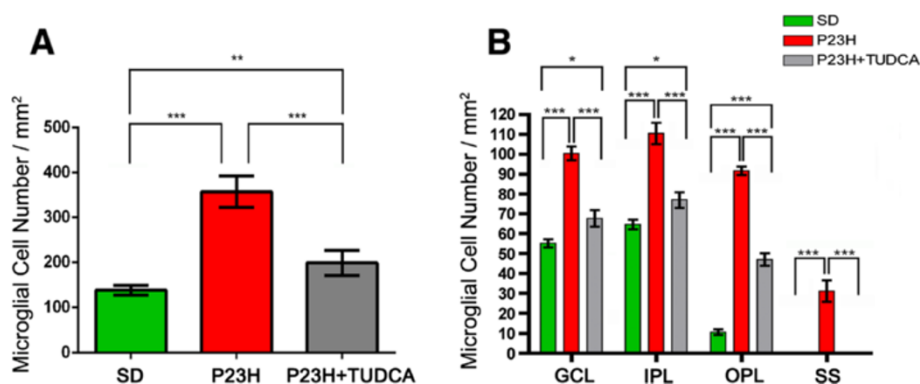 A
Microglial Cell Number / mm²
500
400
300
200
100
0
**
***
***
SD
P23H
P23H+TUDCA
B
SD
P23H
P23H+TUDCA
Microglial Cell Number / mm²
120
110
100
90
80
70
60
50
40
30
20
10
0
*
***
***
*
***
***
***
***
***
***
***
GCL
IPL
OPL
SS